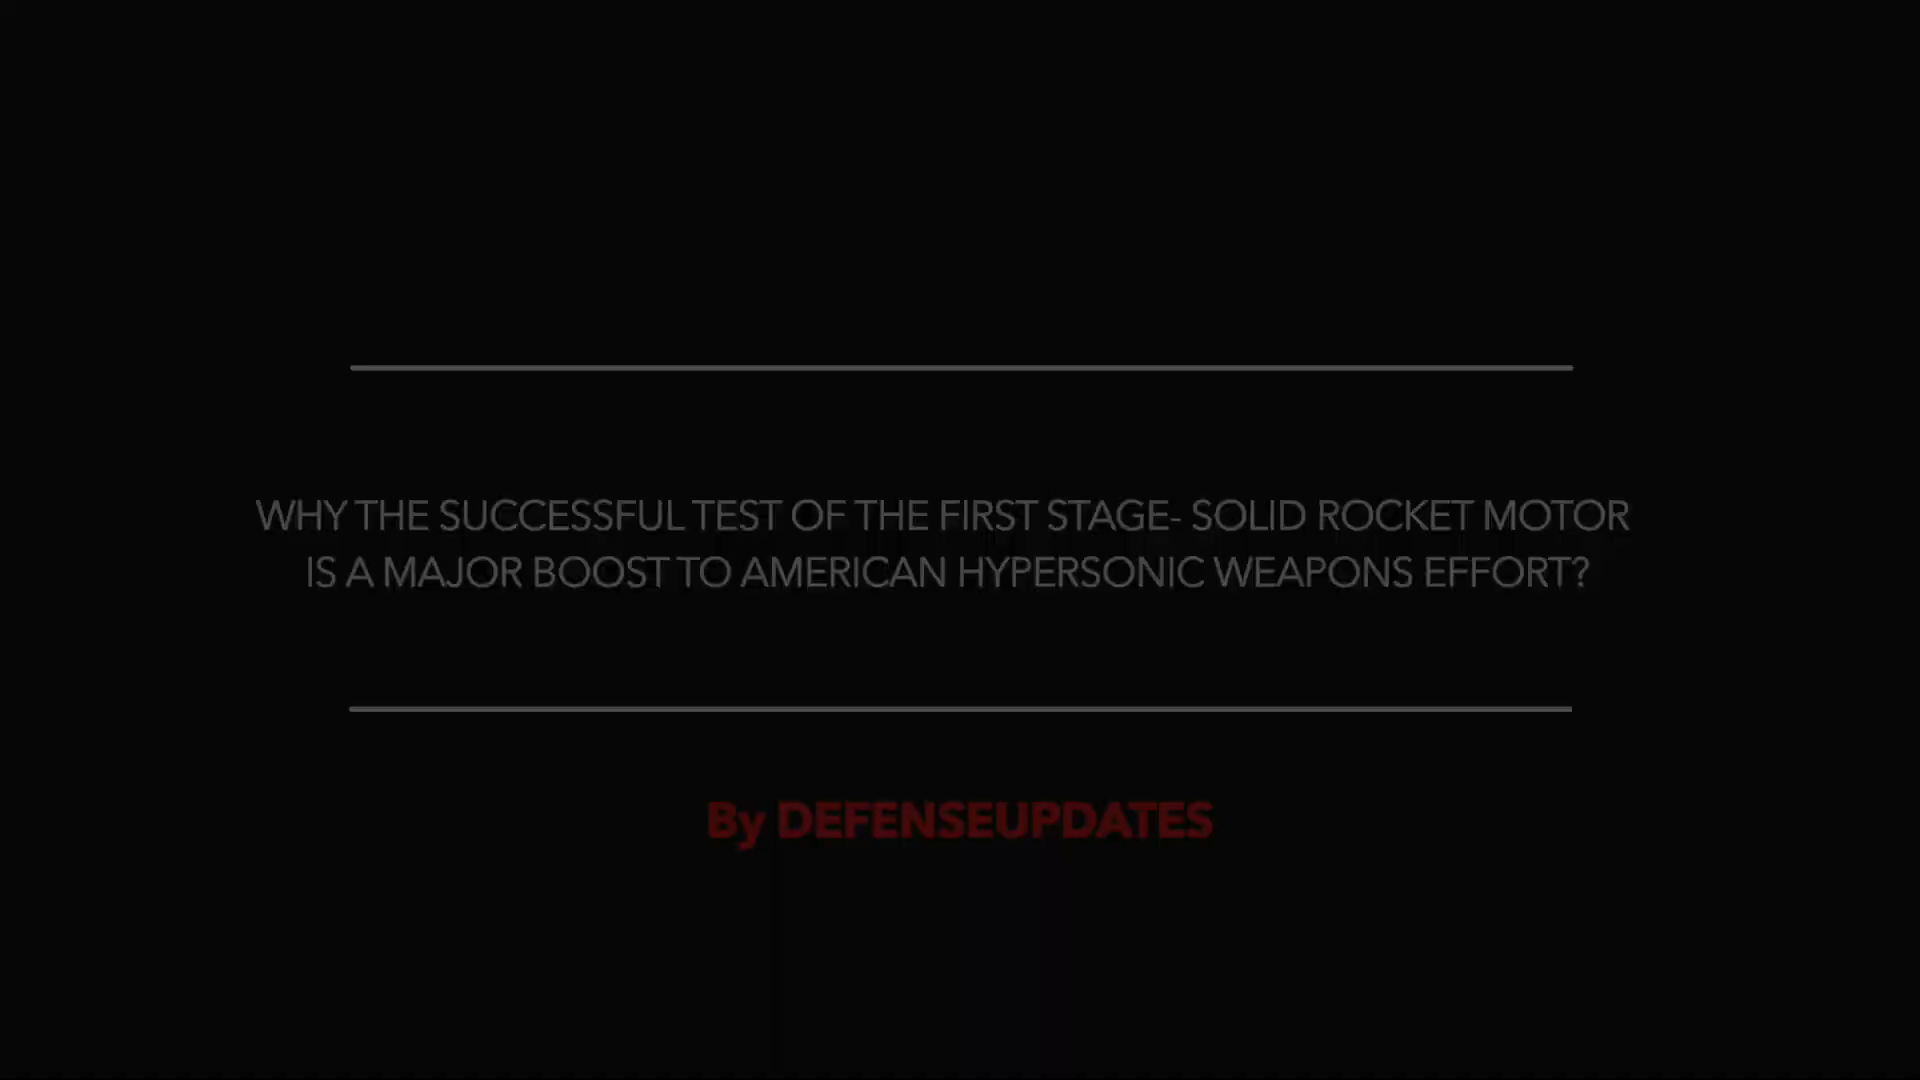 WHY THE SUCCESSFUL TEST OF THE FIRST STAGE- SOLID ROCKET MOTOR
IS A MAJOR BOOST TO AMERICAN HYPERSONIC WEAPONS EFFORT?
By DEFENSEUPDATES